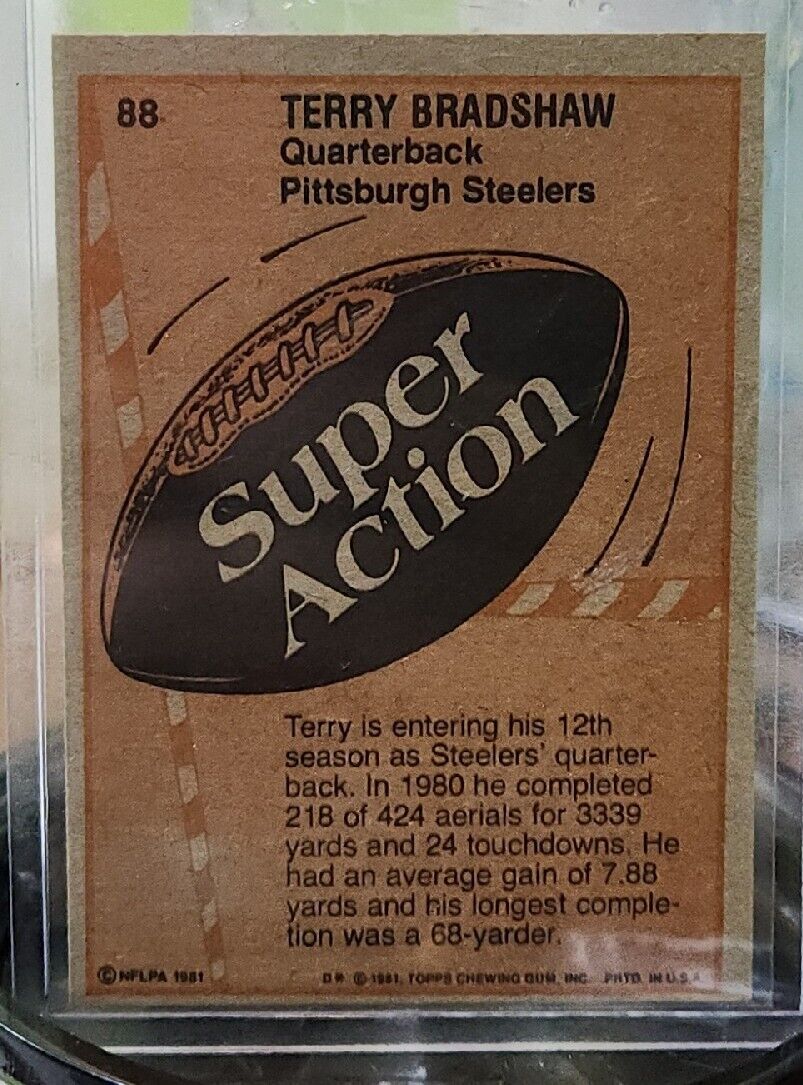 88
TERRY BRADSHAW
Quarterback
Pittsburgh Steelers
Super
Action
Terry is entering his 12th
season as Steelers' quarter-
back. In 1980 he completed
218 of 424 aerials for 3339
yards and 24 touchdowns. He
had an average gain of 7.88
yards and his longest comple-
tion was a 68-yarder.
© NFLPA 1981
D* © 1981, TOPPS CHEWING GUM, INC. PRTD. IN U.S.A.